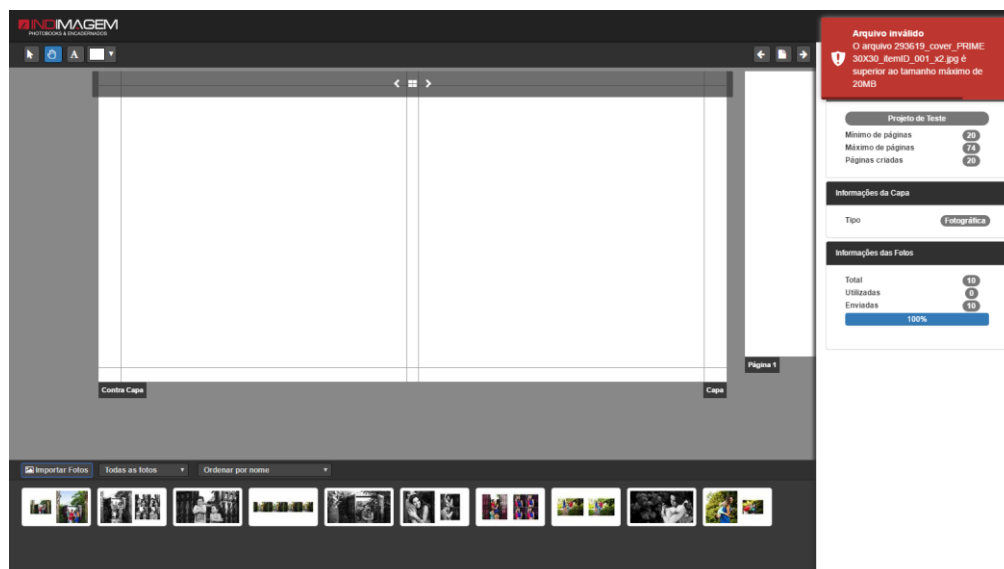 INDIMAGEM
PHOTOBOOKS & ENCADERNADOS
A
Arquivo inválido
O arquivo 293619_cover_PRIME
30X30_itemID_001_x2.jpg é
superior ao tamanho máximo de
20MB
Projeto de Teste
Mínimo de páginas 20
Máximo de páginas 74
Páginas criadas 20
Informações da Capa
Tipo Fotográfica
Informações das Fotos
Total 10
Utilizadas 0
Enviadas 10
100%
Página 1
Contra Capa
Capa
Importar Fotos Todas as fotos Ordenar por nome